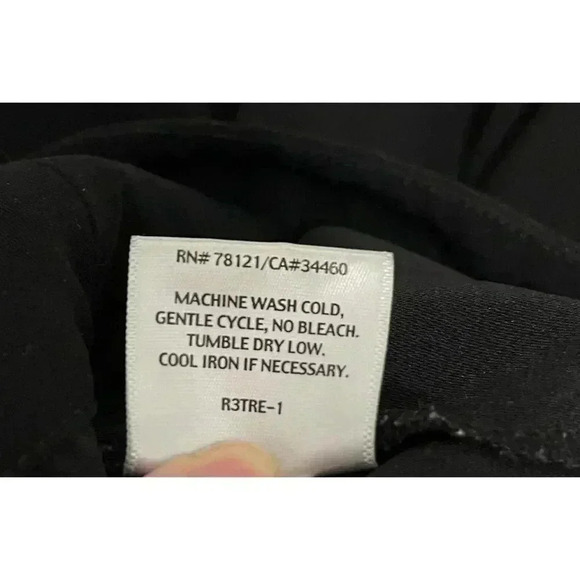 RN# 78121/CA#34460
MACHINE WASH COLD,
GENTLE CYCLE, NO BLEACH.
TUMBLE DRY LOW.
COOL IRON IF NECESSARY.
R3TRE-1